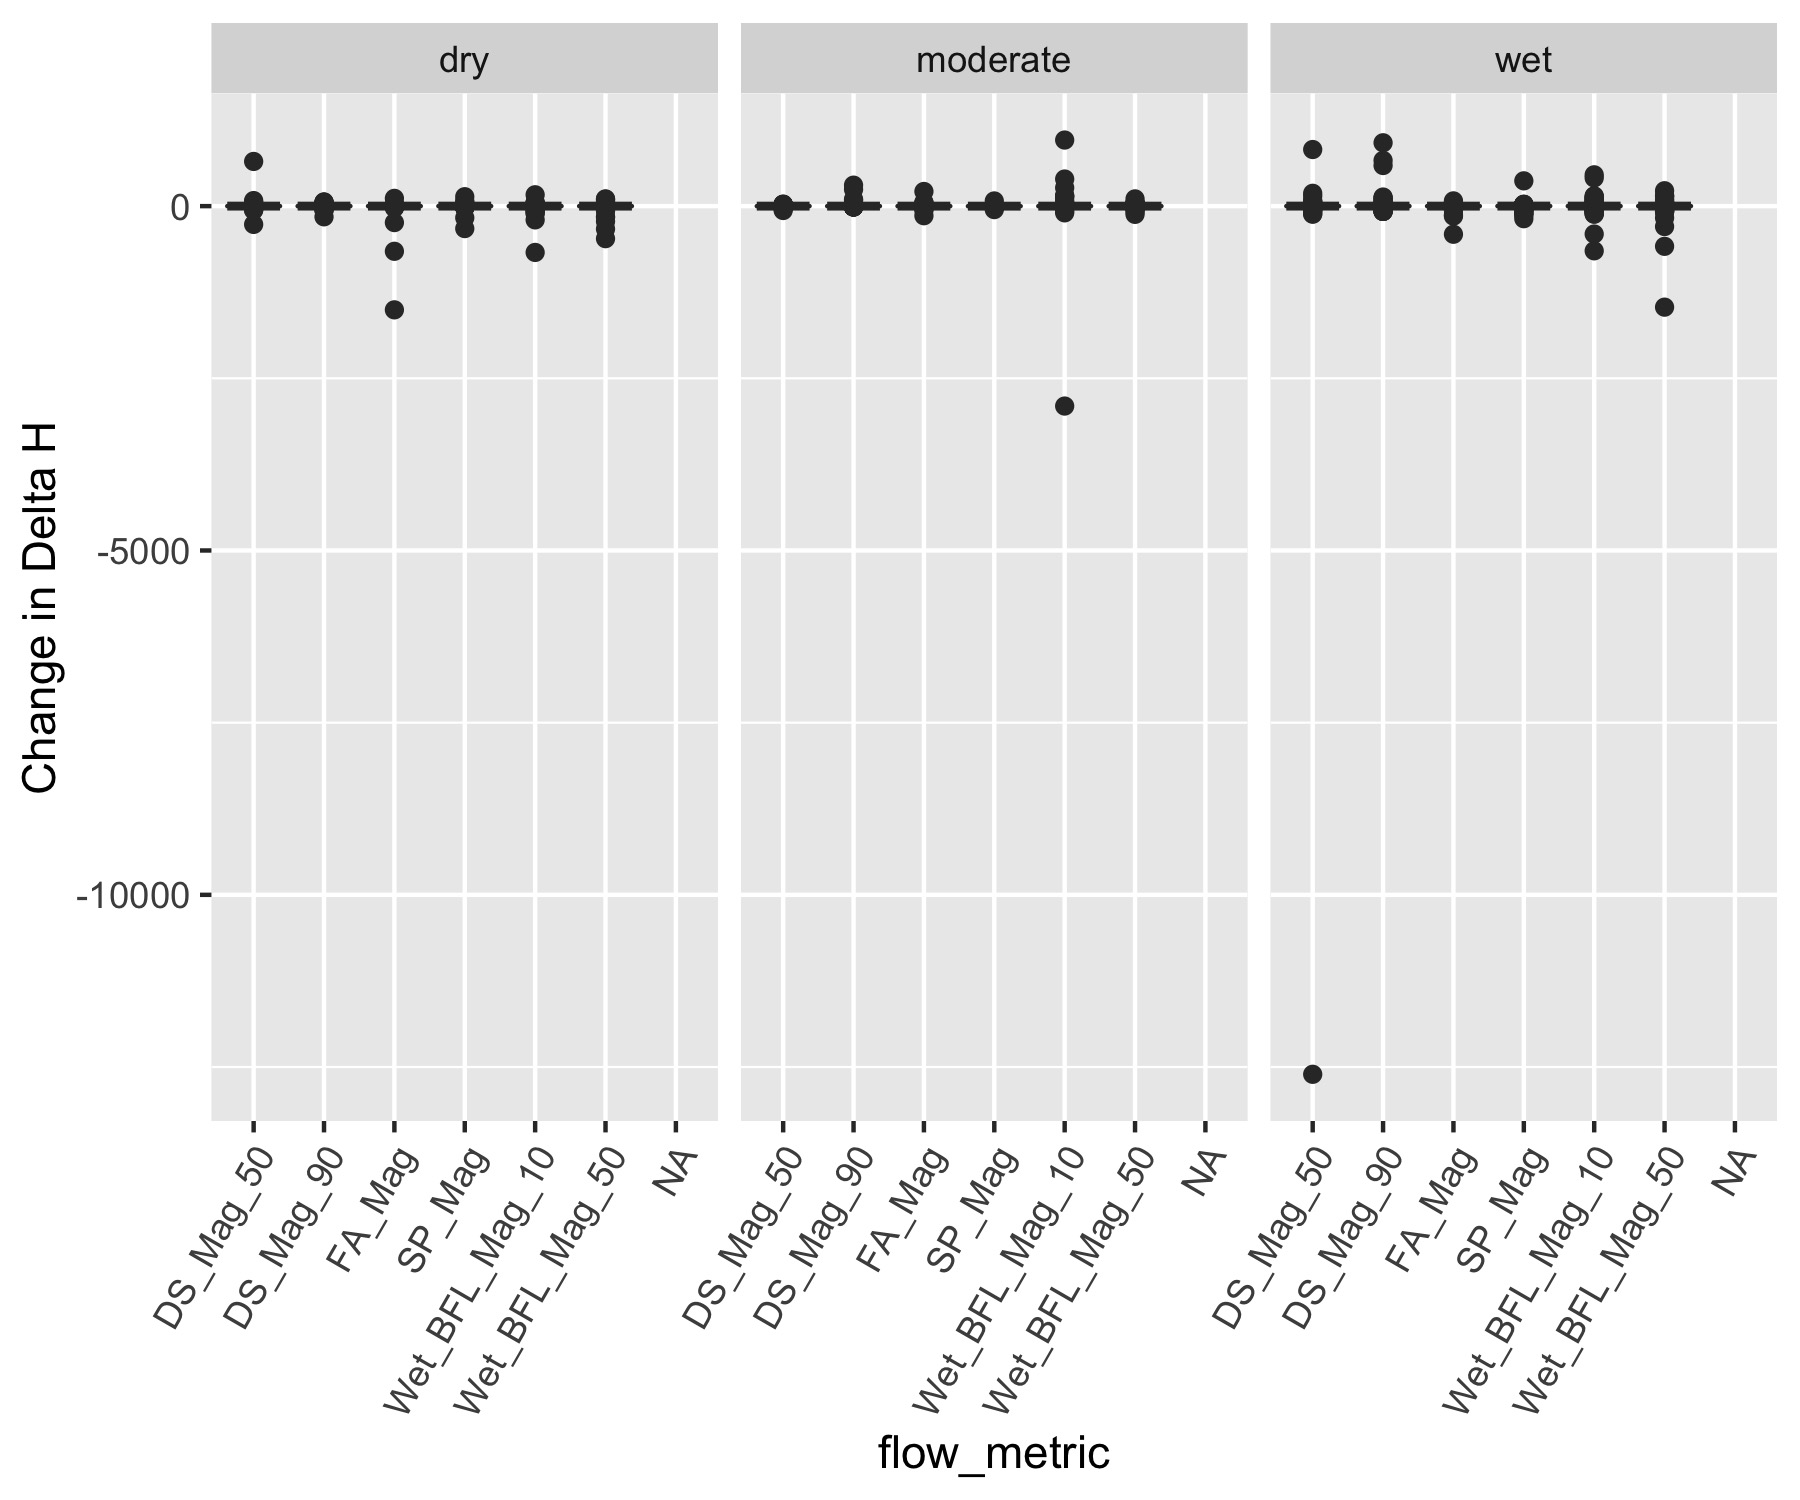 dry
moderate
wet
Change in Delta H
0
-5000
-10000
DS_Mag_50
DS_Mag_90
FA_Mag
SP_Mag
Wet_BFL_Mag_10
Wet_BFL_Mag_50
NA
DS_Mag_50
DS_Mag_90
FA_Mag
SP_Mag
Wet_BFL_Mag_10
Wet_BFL_Mag_50
NA
DS_Mag_50
DS_Mag_90
FA_Mag
SP_Mag
Wet_BFL_Mag_10
Wet_BFL_Mag_50
NA
flow_metric